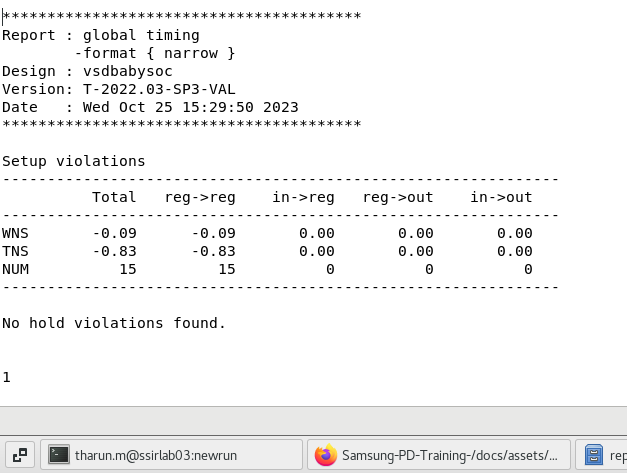 ****************************************
Report : global timing
        -format { narrow }
Design : vsdbabysoc
Version: T-2022.03-SP3-VAL
Date   : Wed Oct 25 15:29:50 2023
****************************************
Setup violations
--------------------------------------------------------------
          Total   reg->reg    in->reg   reg->out    in->out
--------------------------------------------------------------
WNS       -0.09      -0.09       0.00       0.00       0.00
TNS       -0.83      -0.83       0.00       0.00       0.00
NUM          15         15          0          0          0
--------------------------------------------------------------
No hold violations found.
1
tharun.m@ssirlab03:newrun Samsung-PD-Training-/docs/assets/... rep